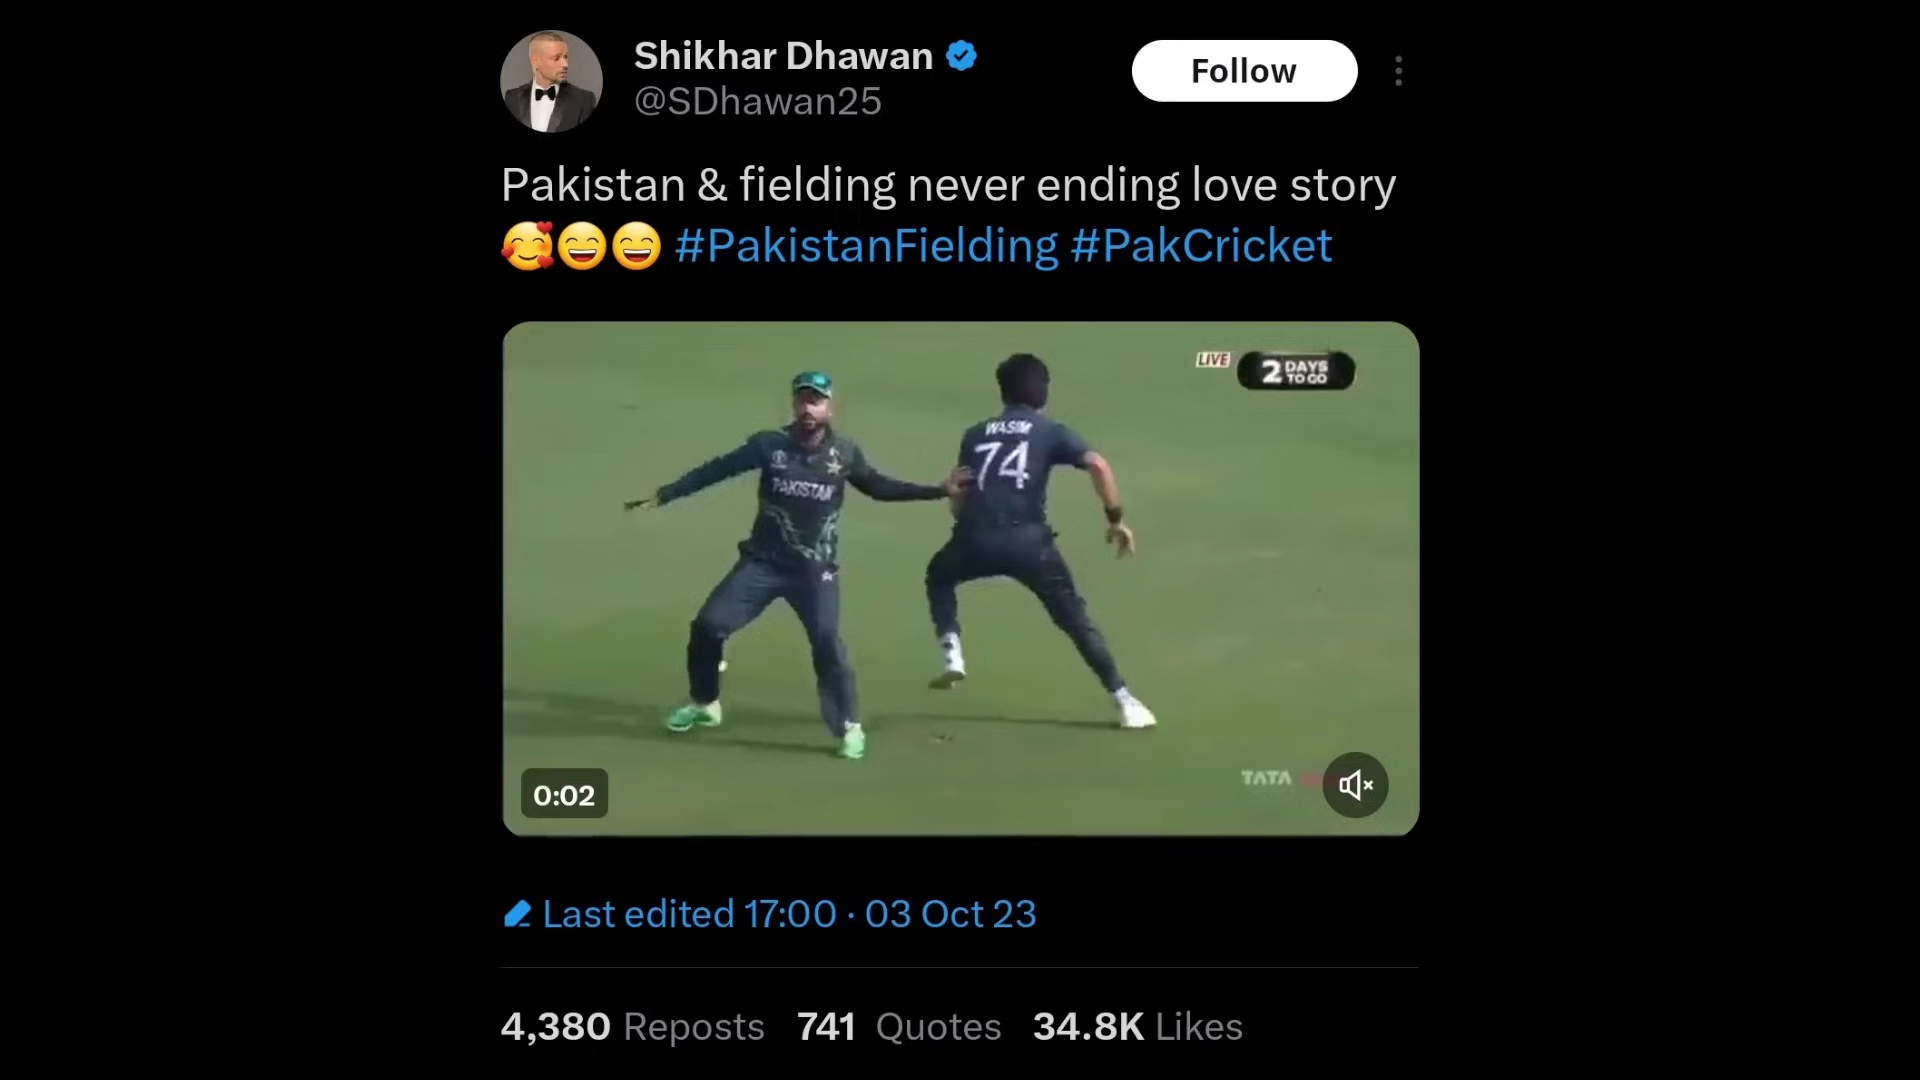 Shikhar Dhawan
Follow
@SDhawan25
Pakistan & fielding never ending love story
🥰😄😄 #PakistanFielding #PakCricket
LIVE
2 DAYS
TO GO
WASIM
74
PAKISTAN
0:02
TATA
Last edited 17:00 · 03 Oct 23
4,380 Reposts 741 Quotes 34.8K Likes